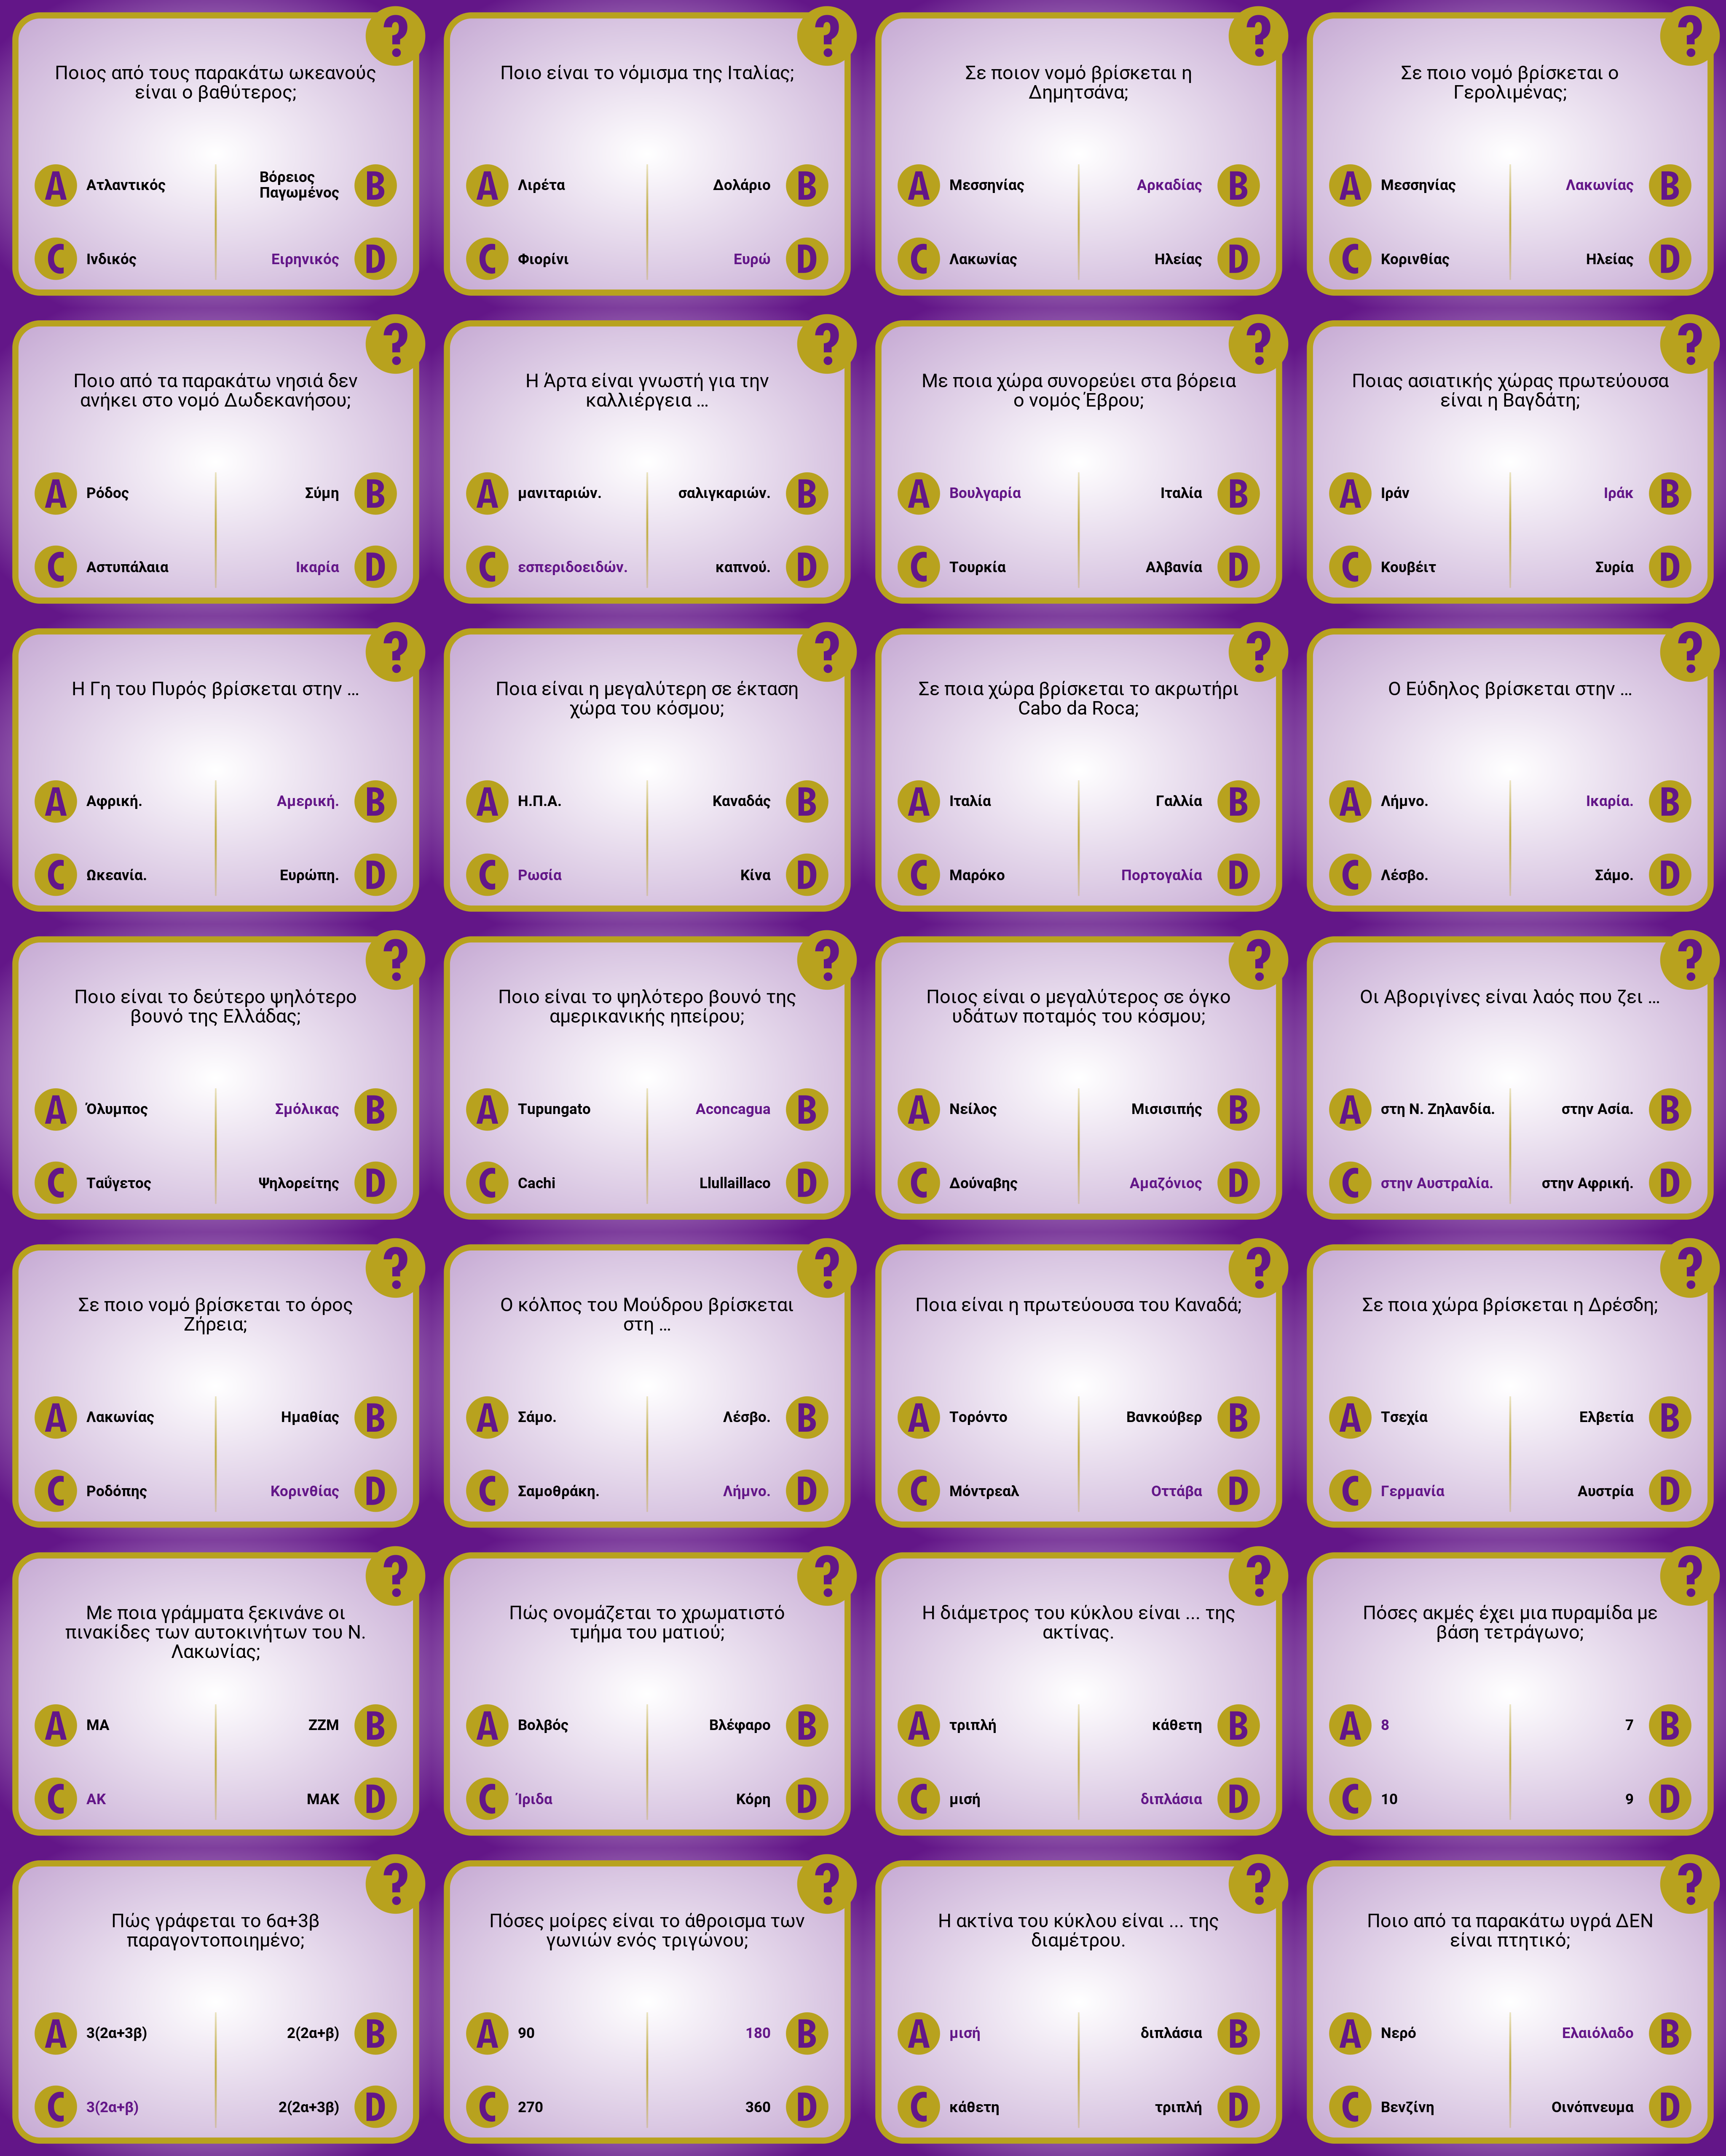 ?
Ποιος από τους παρακάτω ωκεανούς
είναι ο βαθύτερος;
A Ατλαντικός
Βόρειος
Παγωμένος B
C Ινδικός
Ειρηνικός D
?
Ποιο είναι το νόμισμα της Ιταλίας;
A Λιρέτα
Δολάριο B
C Φιορίνι
Ευρώ D
?
Σε ποιον νομό βρίσκεται η
Δημητσάνα;
A Μεσσηνίας
Αρκαδίας B
C Λακωνίας
Ηλείας D
?
Σε ποιο νομό βρίσκεται ο
Γερολιμένας;
A Μεσσηνίας
Λακωνίας B
C Κορινθίας
Ηλείας D
?
Ποιο από τα παρακάτω νησιά δεν
ανήκει στο νομό Δωδεκανήσου;
A Ρόδος
Σύμη B
C Αστυπάλαια
Ικαρία D
?
Η Άρτα είναι γνωστή για την
καλλιέργεια ...
A μανιταριών.
σαλιγκαριών. B
C εσπεριδοειδών.
καπνού. D
?
Με ποια χώρα συνορεύει στα βόρεια
ο νομός Έβρου;
A Βουλγαρία
Ιταλία B
C Τουρκία
Αλβανία D
?
Ποιας ασιατικής χώρας πρωτεύουσα
είναι η Βαγδάτη;
A Ιράν
Ιράκ B
C Κουβέιτ
Συρία D
?
Η Γη του Πυρός βρίσκεται στην ...
A Αφρική.
Αμερική. B
C Ωκεανία.
Ευρώπη. D
?
Ποια είναι η μεγαλύτερη σε έκταση
χώρα του κόσμου;
A Η.Π.Α.
Καναδάς B
C Ρωσία
Κίνα D
?
Σε ποια χώρα βρίσκεται το ακρωτήρι
Cabo da Roca;
A Ιταλία
Γαλλία B
C Μαρόκο
Πορτογαλία D
?
Ο Εύδηλος βρίσκεται στην ...
A Λήμνο.
Ικαρία. B
C Λέσβο.
Σάμο. D
?
Ποιο είναι το δεύτερο ψηλότερο
βουνό της Ελλάδας;
A Όλυμπος
Σμόλικας B
C Ταΰγετος
Ψηλορείτης D
?
Ποιο είναι το ψηλότερο βουνό της
αμερικανικής ηπείρου;
A Tupungato
Aconcagua B
C Cachi
Llullaillaco D
?
Ποιος είναι ο μεγαλύτερος σε όγκο
υδάτων ποταμός του κόσμου;
A Νείλος
Μισισιπής B
C Δούναβης
Αμαζόνιος D
?
Οι Αβοριγίνες είναι λαός που ζει ...
A στη Ν. Ζηλανδία.
στην Ασία. B
C στην Αυστραλία.
στην Αφρική. D
?
Σε ποιο νομό βρίσκεται το όρος
Ζήρεια;
A Λακωνίας
Ημαθίας B
C Ροδόπης
Κορινθίας D
?
Ο κόλπος του Μούδρου βρίσκεται
στη ...
A Σάμο.
Λέσβο. B
C Σαμοθράκη.
Λήμνο. D
?
Ποια είναι η πρωτεύουσα του Καναδά;
A Τορόντο
Βανκούβερ B
C Μόντρεαλ
Οττάβα D
?
Σε ποια χώρα βρίσκεται η Δρέσδη;
A Τσεχία
Ελβετία B
C Γερμανία
Αυστρία D
?
Με ποια γράμματα ξεκινάνε οι
πινακίδες των αυτοκινήτων του Ν.
Λακωνίας;
A ΜΑ
ΖΖΜ B
C ΑΚ
ΜΑΚ D
?
Πώς ονομάζεται το χρωματιστό
τμήμα του ματιού;
A Βολβός
Βλέφαρο B
C Ίριδα
Κόρη D
?
Η διάμετρος του κύκλου είναι ... της
ακτίνας.
A τριπλή
κάθετη B
C μισή
διπλάσια D
?
Πόσες ακμές έχει μια πυραμίδα με
βάση τετράγωνο;
A 8
7 B
C 10
9 D
?
Πώς γράφεται το 6α+3β
παραγοντοποιημένο;
A 3(2α+3β)
2(2α+β) B
C 3(2α+β)
2(2α+3β) D
?
Πόσες μοίρες είναι το άθροισμα των
γωνιών ενός τριγώνου;
A 90
180 B
C 270
360 D
?
Η ακτίνα του κύκλου είναι ... της
διαμέτρου.
A μισή
διπλάσια B
C κάθετη
τριπλή D
?
Ποιο από τα παρακάτω υγρά ΔΕΝ
είναι πτητικό;
A Νερό
Ελαιόλαδο B
C Βενζίνη
Οινόπνευμα D